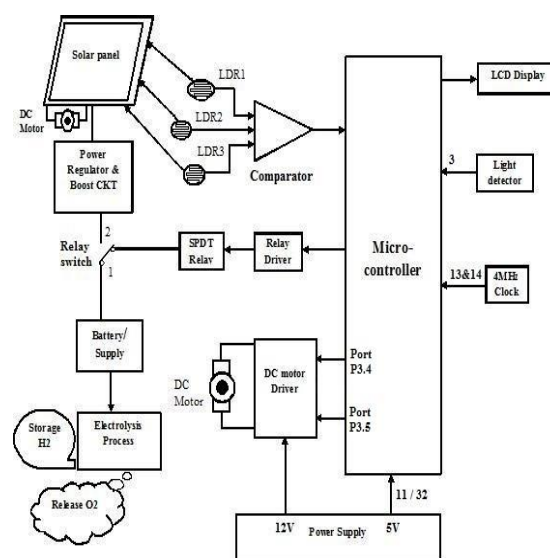 Solar panel
LDR1
LCD Display
DC
Motor
LDR2
LDR3
Power
Regulator &
Boost CKT
Comparator
3
Light
detector
2
Relay
switch
1
SPDT
Relay
Relay
Driver
Micro-
controller
13&14
4MHz
Clock
Battery/
Supply
DC
Motor
DC motor
Driver
Port
P3.4
Port
P3.5
Storage
H2
Electrolysis
Process
Release O2
11 / 32
12V
Power Supply
5V